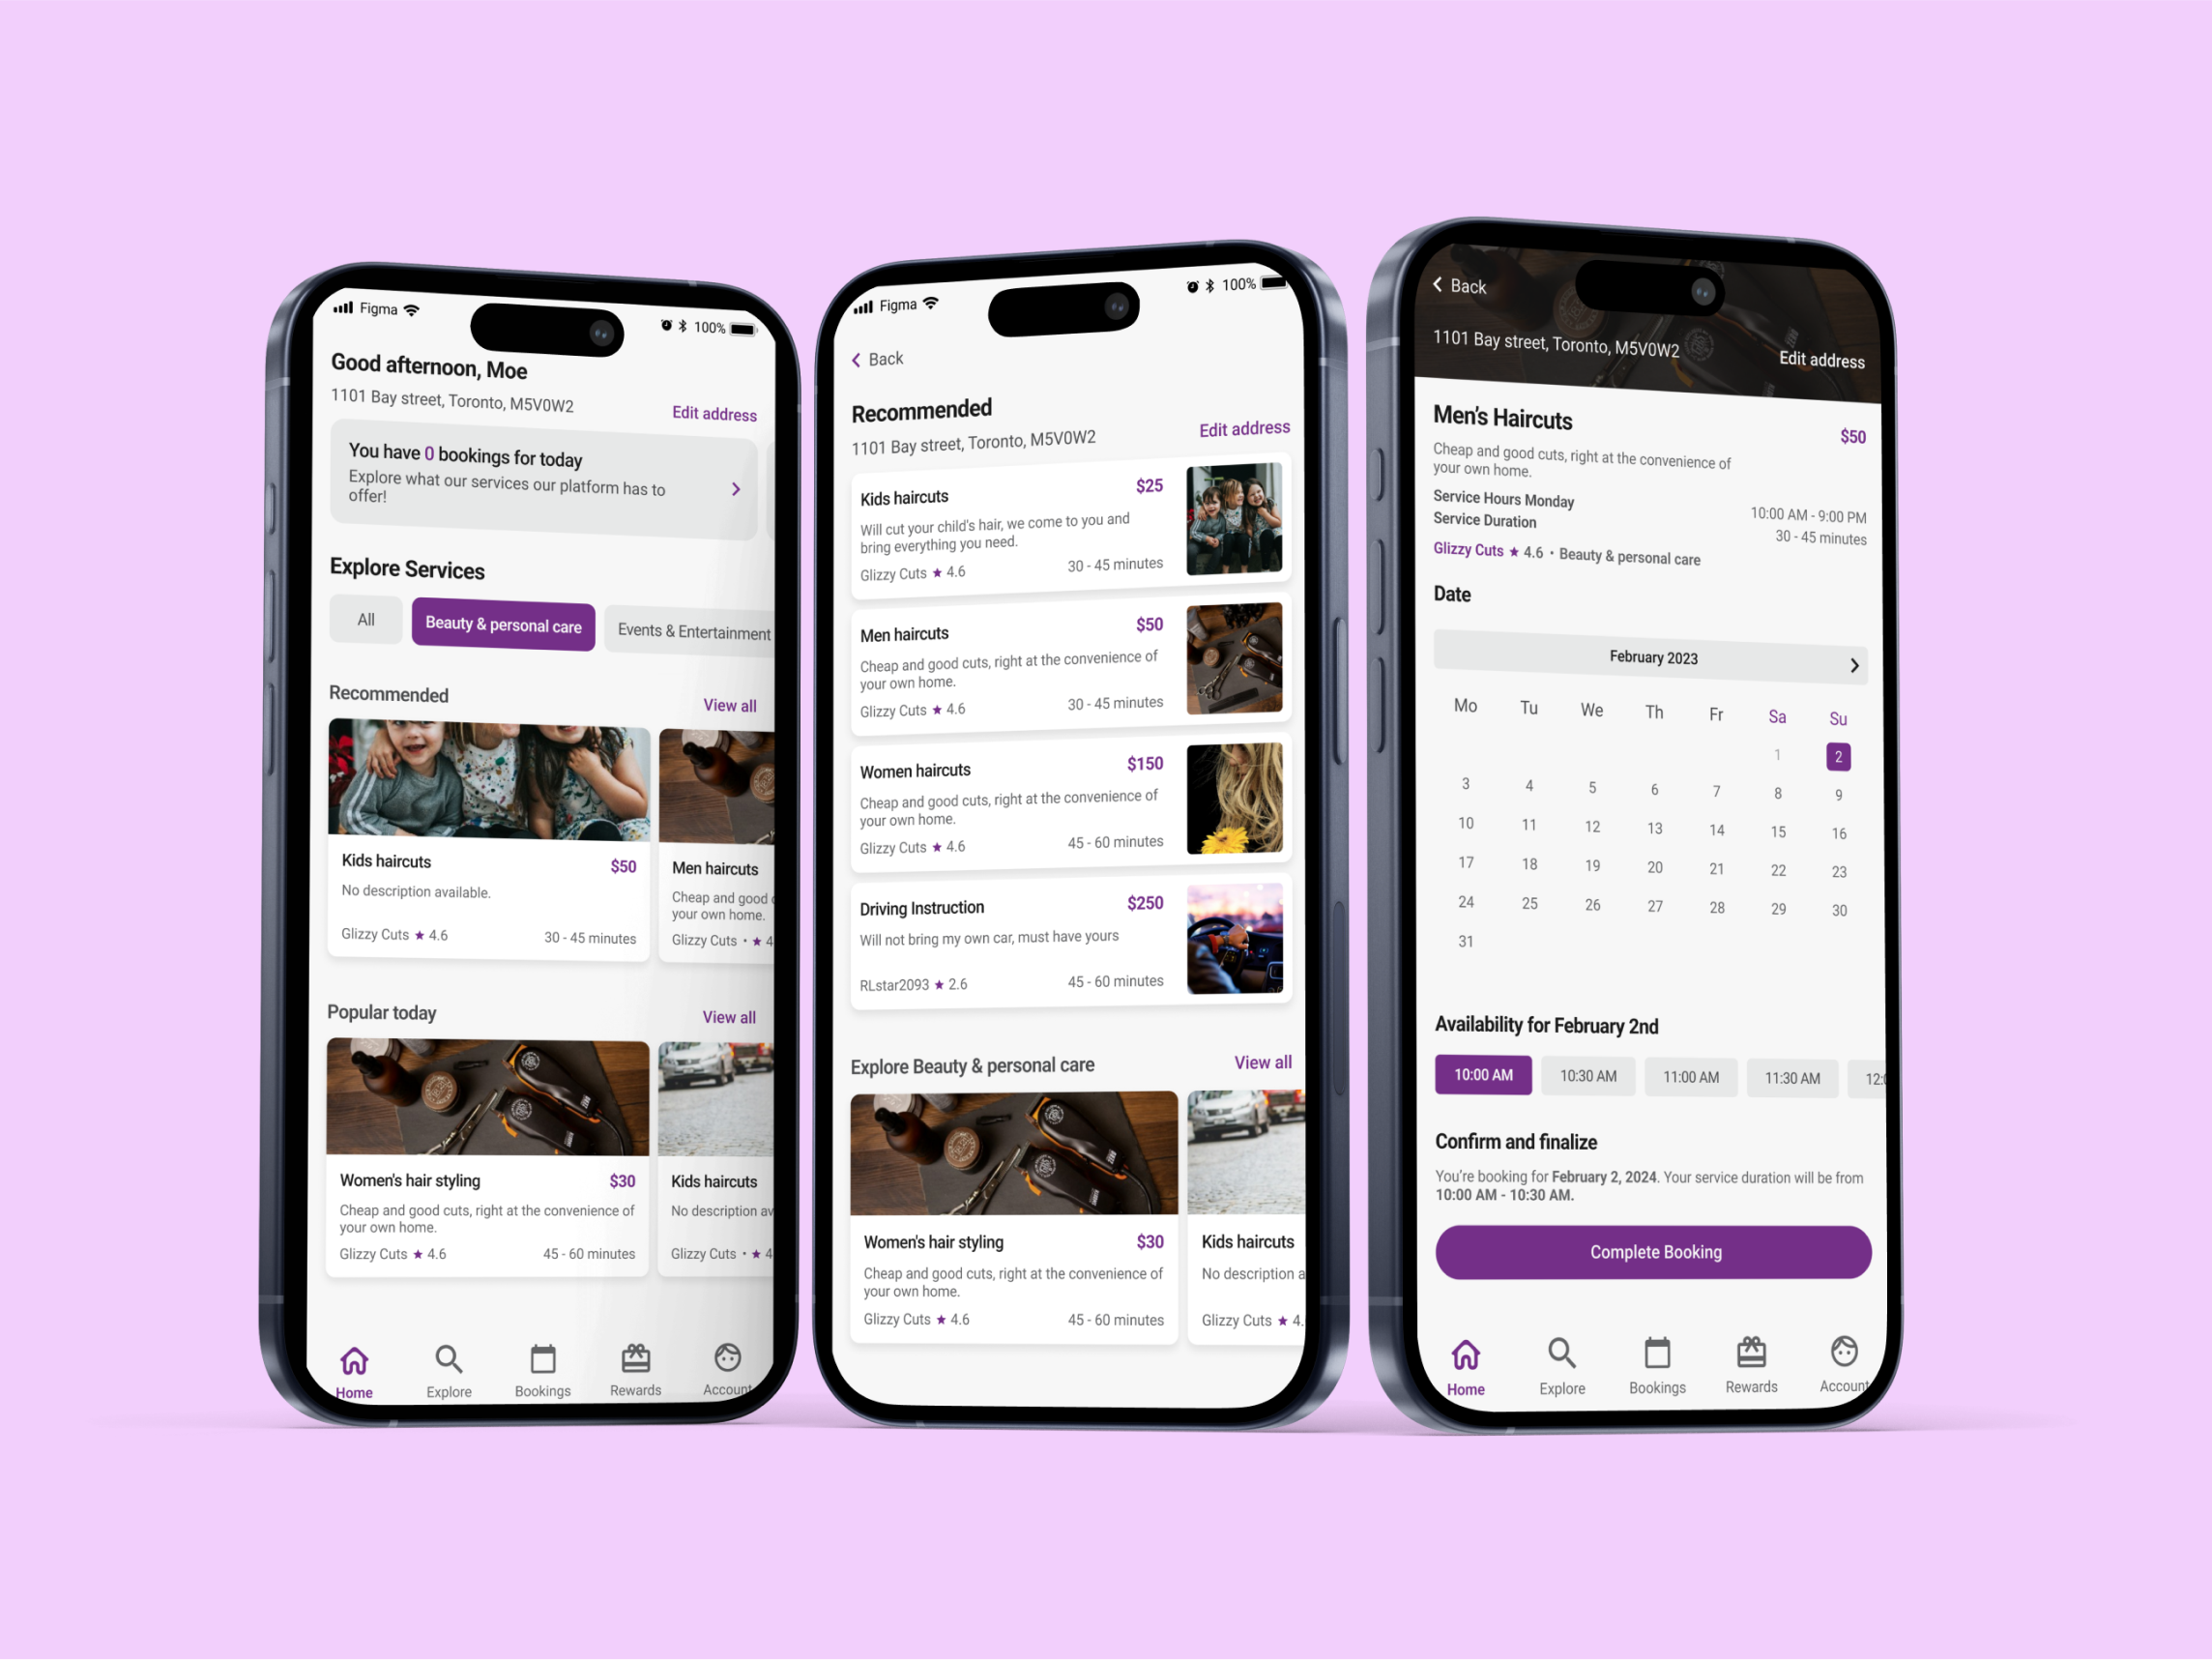 Figma 100%
Good afternoon, Moe
1101 Bay street, Toronto, M5V0W2
Edit address
You have 0 bookings for today
Explore what our services our platform has to
offer!
Explore Services
All
Beauty & personal care
Events & Entertainment
Recommended
View all
Kids haircuts
$50
No description available.
Glizzy Cuts ★ 4.6
30 - 45 minutes
Men haircuts
Cheap and good
your own home.
Glizzy Cuts • ★ 4
Popular today
View all
Women's hair styling
$30
Cheap and good cuts, right at the convenience of
your own home.
Glizzy Cuts ★ 4.6
45 - 60 minutes
Kids haircuts
No description av
Glizzy Cuts • ★ 4
Home
Explore
Bookings
Rewards
Account
Figma 100%
Back
Recommended
1101 Bay street, Toronto, M5V0W2
Edit address
Kids haircuts
$25
Will cut your child's hair, we come to you and
bring everything you need.
Glizzy Cuts ★ 4.6
30 - 45 minutes
Men haircuts
$50
Cheap and good cuts, right at the convenience of
your own home.
Glizzy Cuts ★ 4.6
30 - 45 minutes
Women haircuts
$150
Cheap and good cuts, right at the convenience of
your own home.
Glizzy Cuts ★ 4.6
45 - 60 minutes
Driving Instruction
$250
Will not bring my own car, must have yours
RLstar2093 ★ 2.6
45 - 60 minutes
Explore Beauty & personal care
View all
Women's hair styling
$30
Cheap and good cuts, right at the convenience of
your own home.
Glizzy Cuts ★ 4.6
45 - 60 minutes
Kids haircuts
No description a
Glizzy Cuts ★ 4.
Back
1101 Bay street, Toronto, M5V0W2
Edit address
Men's Haircuts
$50
Cheap and good cuts, right at the convenience of
your own home.
Service Hours Monday
10:00 AM - 9:00 PM
Service Duration
30 - 45 minutes
Glizzy Cuts ★ 4.6 • Beauty & personal care
Date
February 2023
Mo Tu We Th Fr Sa Su
1 2
3 4 5 6 7 8 9
10 11 12 13 14 15 16
17 18 19 20 21 22 23
24 25 26 27 28 29 30
31
Availability for February 2nd
10:00 AM
10:30 AM
11:00 AM
11:30 AM
12:0
Confirm and finalize
You're booking for February 2, 2024. Your service duration will be from
10:00 AM - 10:30 AM.
Complete Booking
Home
Explore
Bookings
Rewards
Account